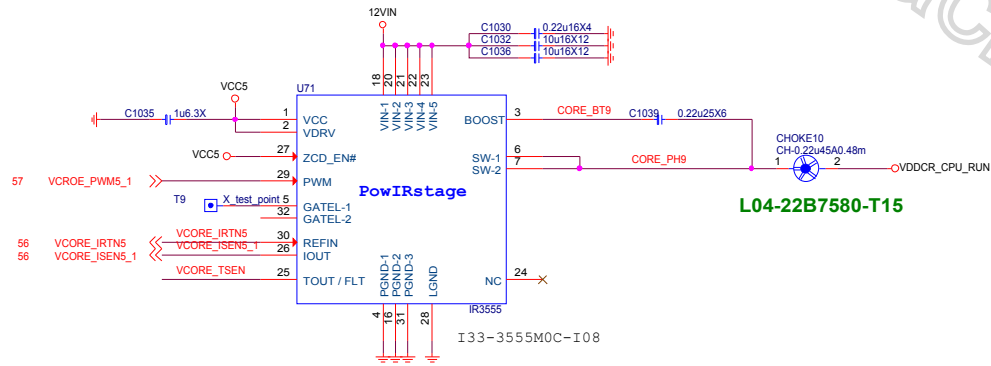 12VIN
C1030 0.22u16X4
C1032 10u16X12
C1036 10u16X12
18 20 21 22 23
U71
VCC5
C1035 1u6.3X
1 VCC
2 VDRV
VIN-1 VIN-2 VIN-3 VIN-4 VIN-5
BOOST 3 CORE_BT9 C1039 0.22u25X6
VCC5 27 ZCD_EN#
SW-1 6
SW-2 7 CORE_PH9
CHOKE10
CH-0.22u45A0.48m
1 2 VDDCR_CPU_RUN
57 VCROE_PWM5_1 29 PWM
PowIRstage
L04-22B7580-T15
T9 X_test_point 5 GATEL-1
32 GATEL-2
56 VCORE_IRTN5 VCORE_IRTN5 30 REFIN
56 VCORE_ISEN5_1 VCORE_ISEN5_1 26 IOUT
VCORE_TSEN 25 TOUT / FLT
PGND-1 PGND-2 PGND-3 LGND
NC 24
IR3555
4 16 31 28
I33-3555M0C-I08